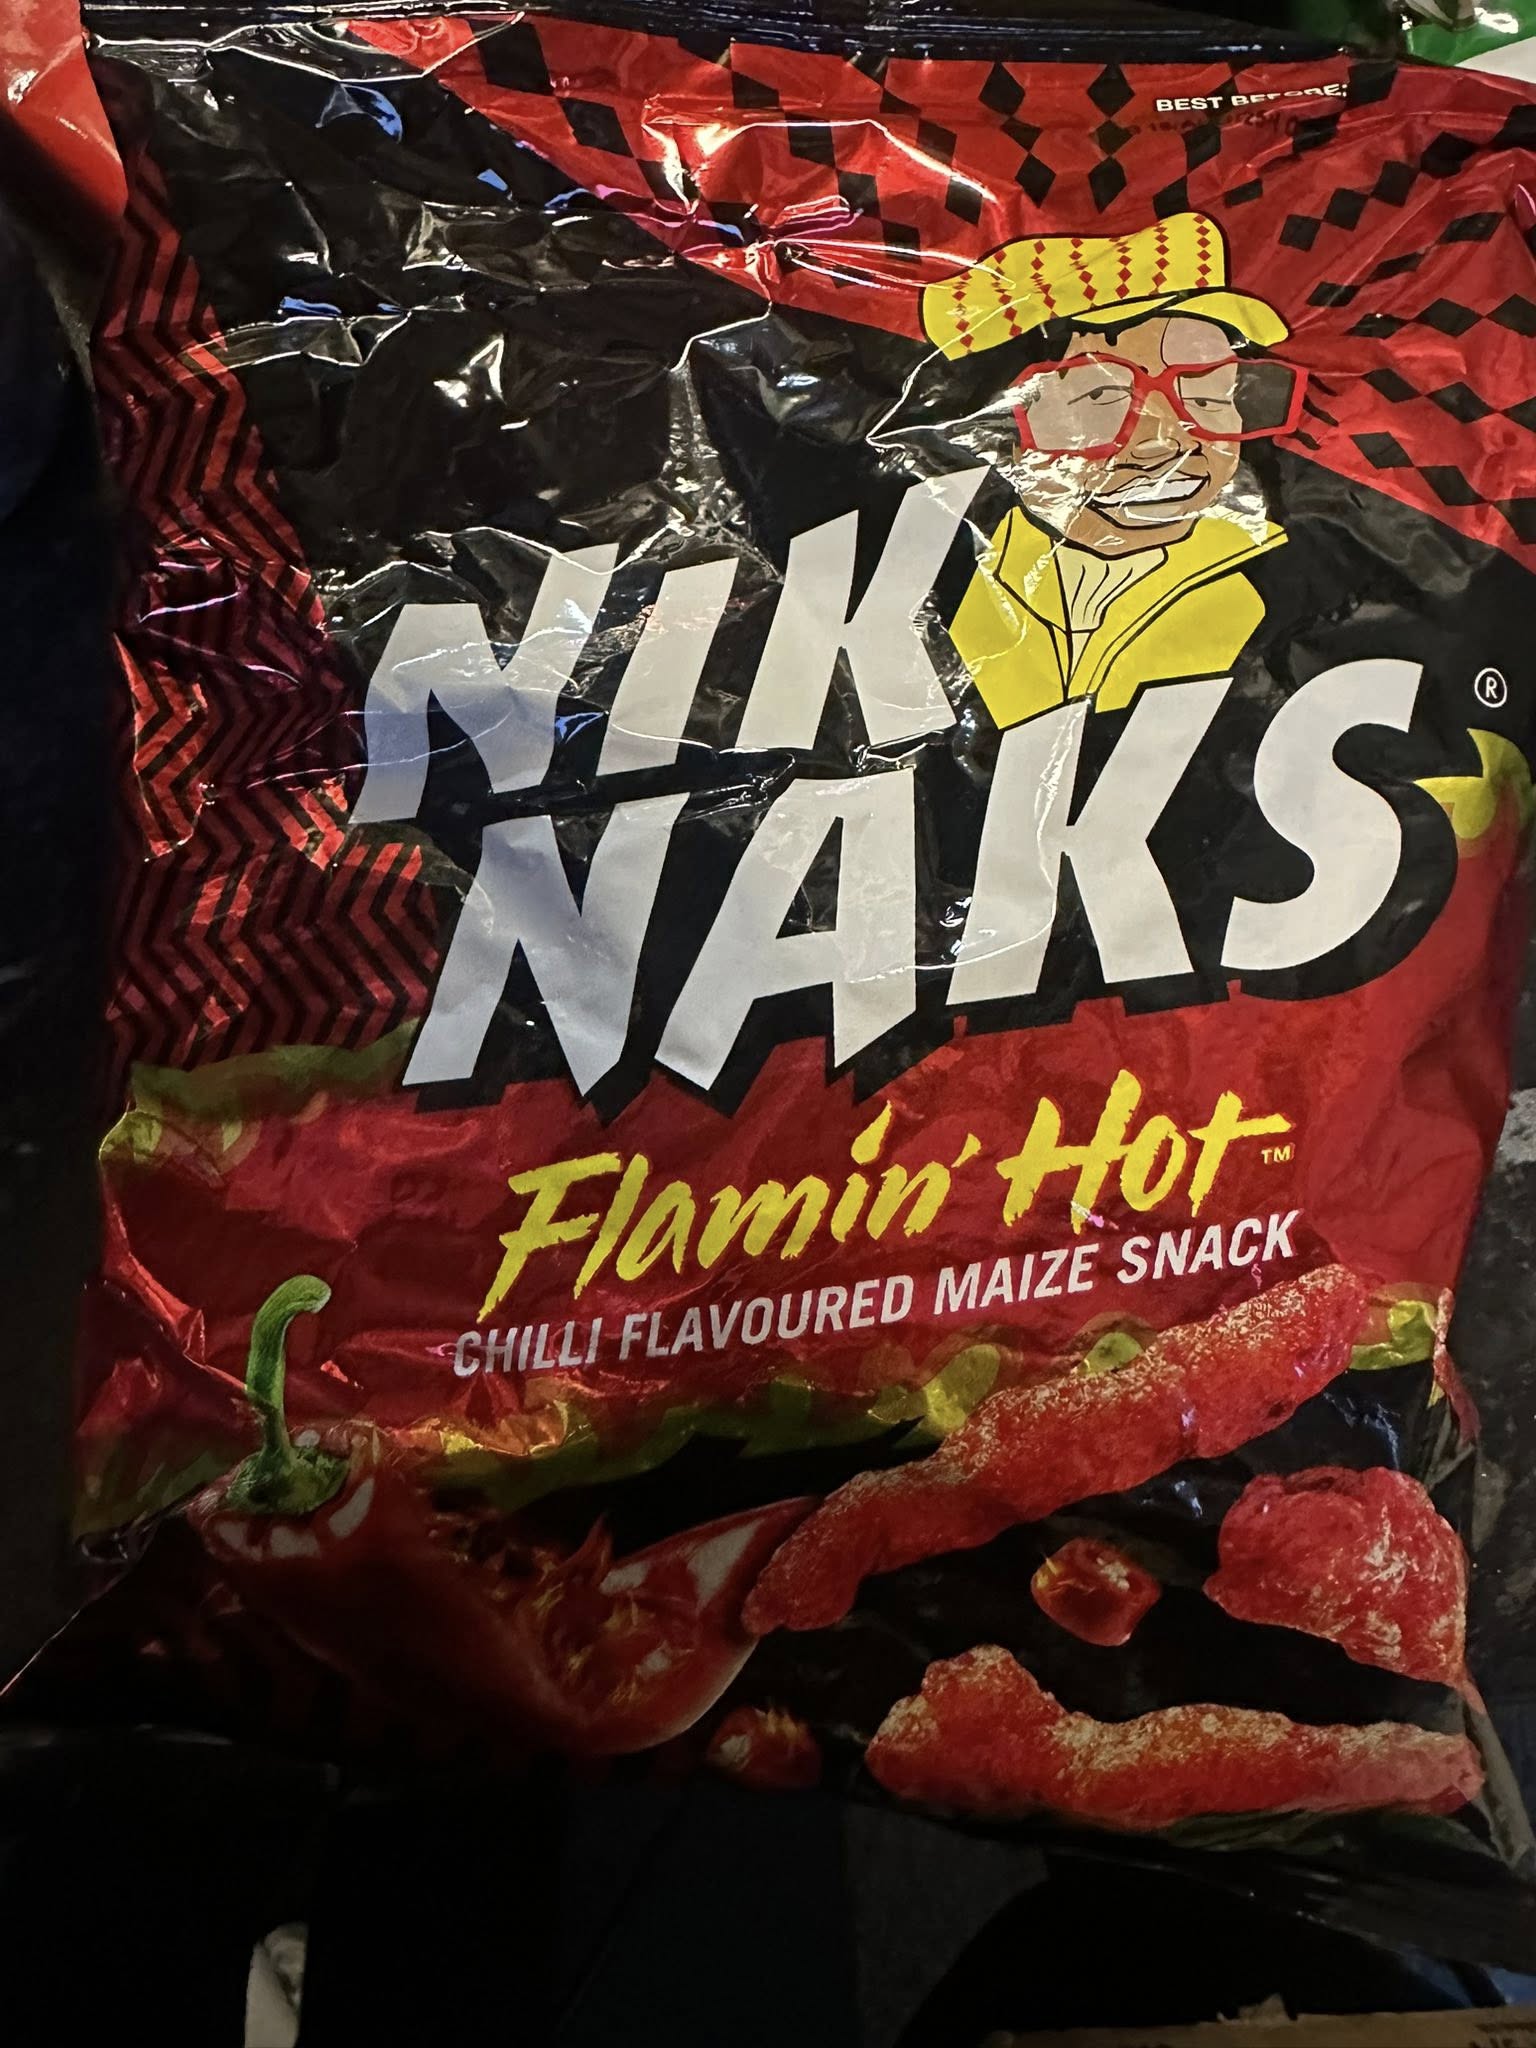 BEST BEFORE:
NIK
NAKS®
Flamin' Hot™
CHILLI FLAVOURED MAIZE SNACK